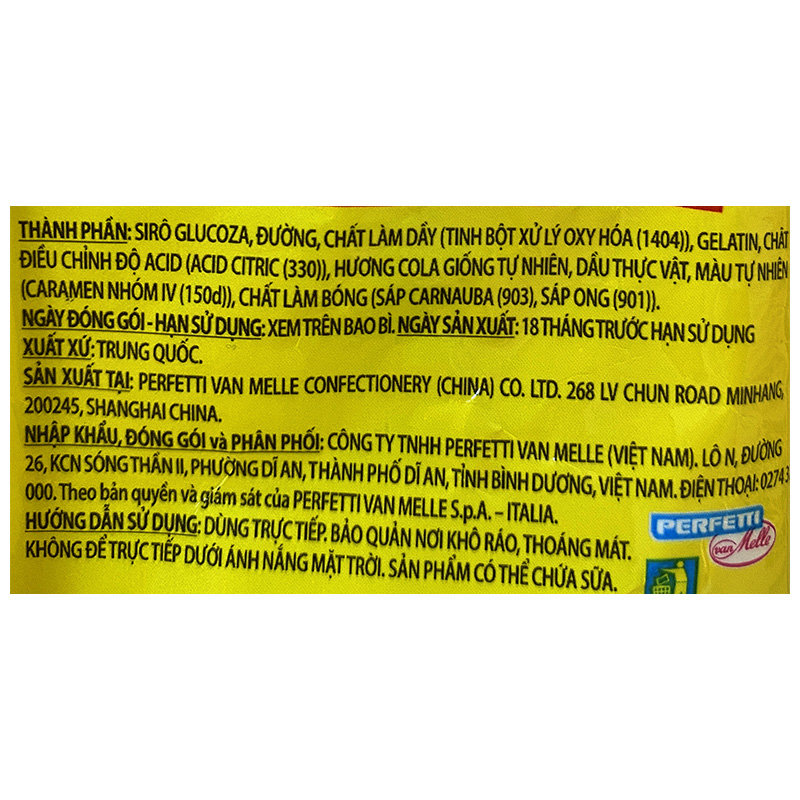 THÀNH PHẦN: SIRÔ GLUCOZA, ĐƯỜNG, CHẤT LÀM DẦY (TINH BỘT XỬ LÝ OXY HÓA (1404)), GELATIN, CHẤT
ĐIỀU CHỈNH ĐỘ ACID (ACID CITRIC (330)), HƯƠNG COLA GIỐNG TỰ NHIÊN, DẦU THỰC VẬT, MÀU TỰ NHIÊN
(CARAMEN NHÓM IV (150d)), CHẤT LÀM BÓNG (SÁP CARNAUBA (903), SÁP ONG (901)).
NGÀY ĐÓNG GÓI - HẠN SỬ DỤNG: XEM TRÊN BAO BÌ. NGÀY SẢN XUẤT: 18 THÁNG TRƯỚC HẠN SỬ DỤNG
XUẤT XỨ: TRUNG QUỐC.
SẢN XUẤT TẠI: PERFETTI VAN MELLE CONFECTIONERY (CHINA) CO. LTD. 268 LV CHUN ROAD MINHANG,
200245, SHANGHAI CHINA.
NHẬP KHẨU, ĐÓNG GÓI và PHÂN PHỐI: CÔNG TY TNHH PERFETTI VAN MELLE (VIỆT NAM). LÔ N, ĐƯỜNG
26, KCN SÓNG THẦN II, PHƯỜNG DĨ AN, THÀNH PHỐ DĨ AN, TỈNH BÌNH DƯƠNG, VIỆT NAM. ĐIỆN THOẠI: 0274 3
000. Theo bản quyền và giám sát của PERFETTI VAN MELLE S.p.A. – ITALIA.
HƯỚNG DẪN SỬ DỤNG: DÙNG TRỰC TIẾP. BẢO QUẢN NƠI KHÔ RÁO, THOÁNG MÁT.
KHÔNG ĐỂ TRỰC TIẾP DƯỚI ÁNH NẮNG MẶT TRỜI. SẢN PHẨM CÓ THỂ CHỨA SỮA.
PERFETTI
van Melle